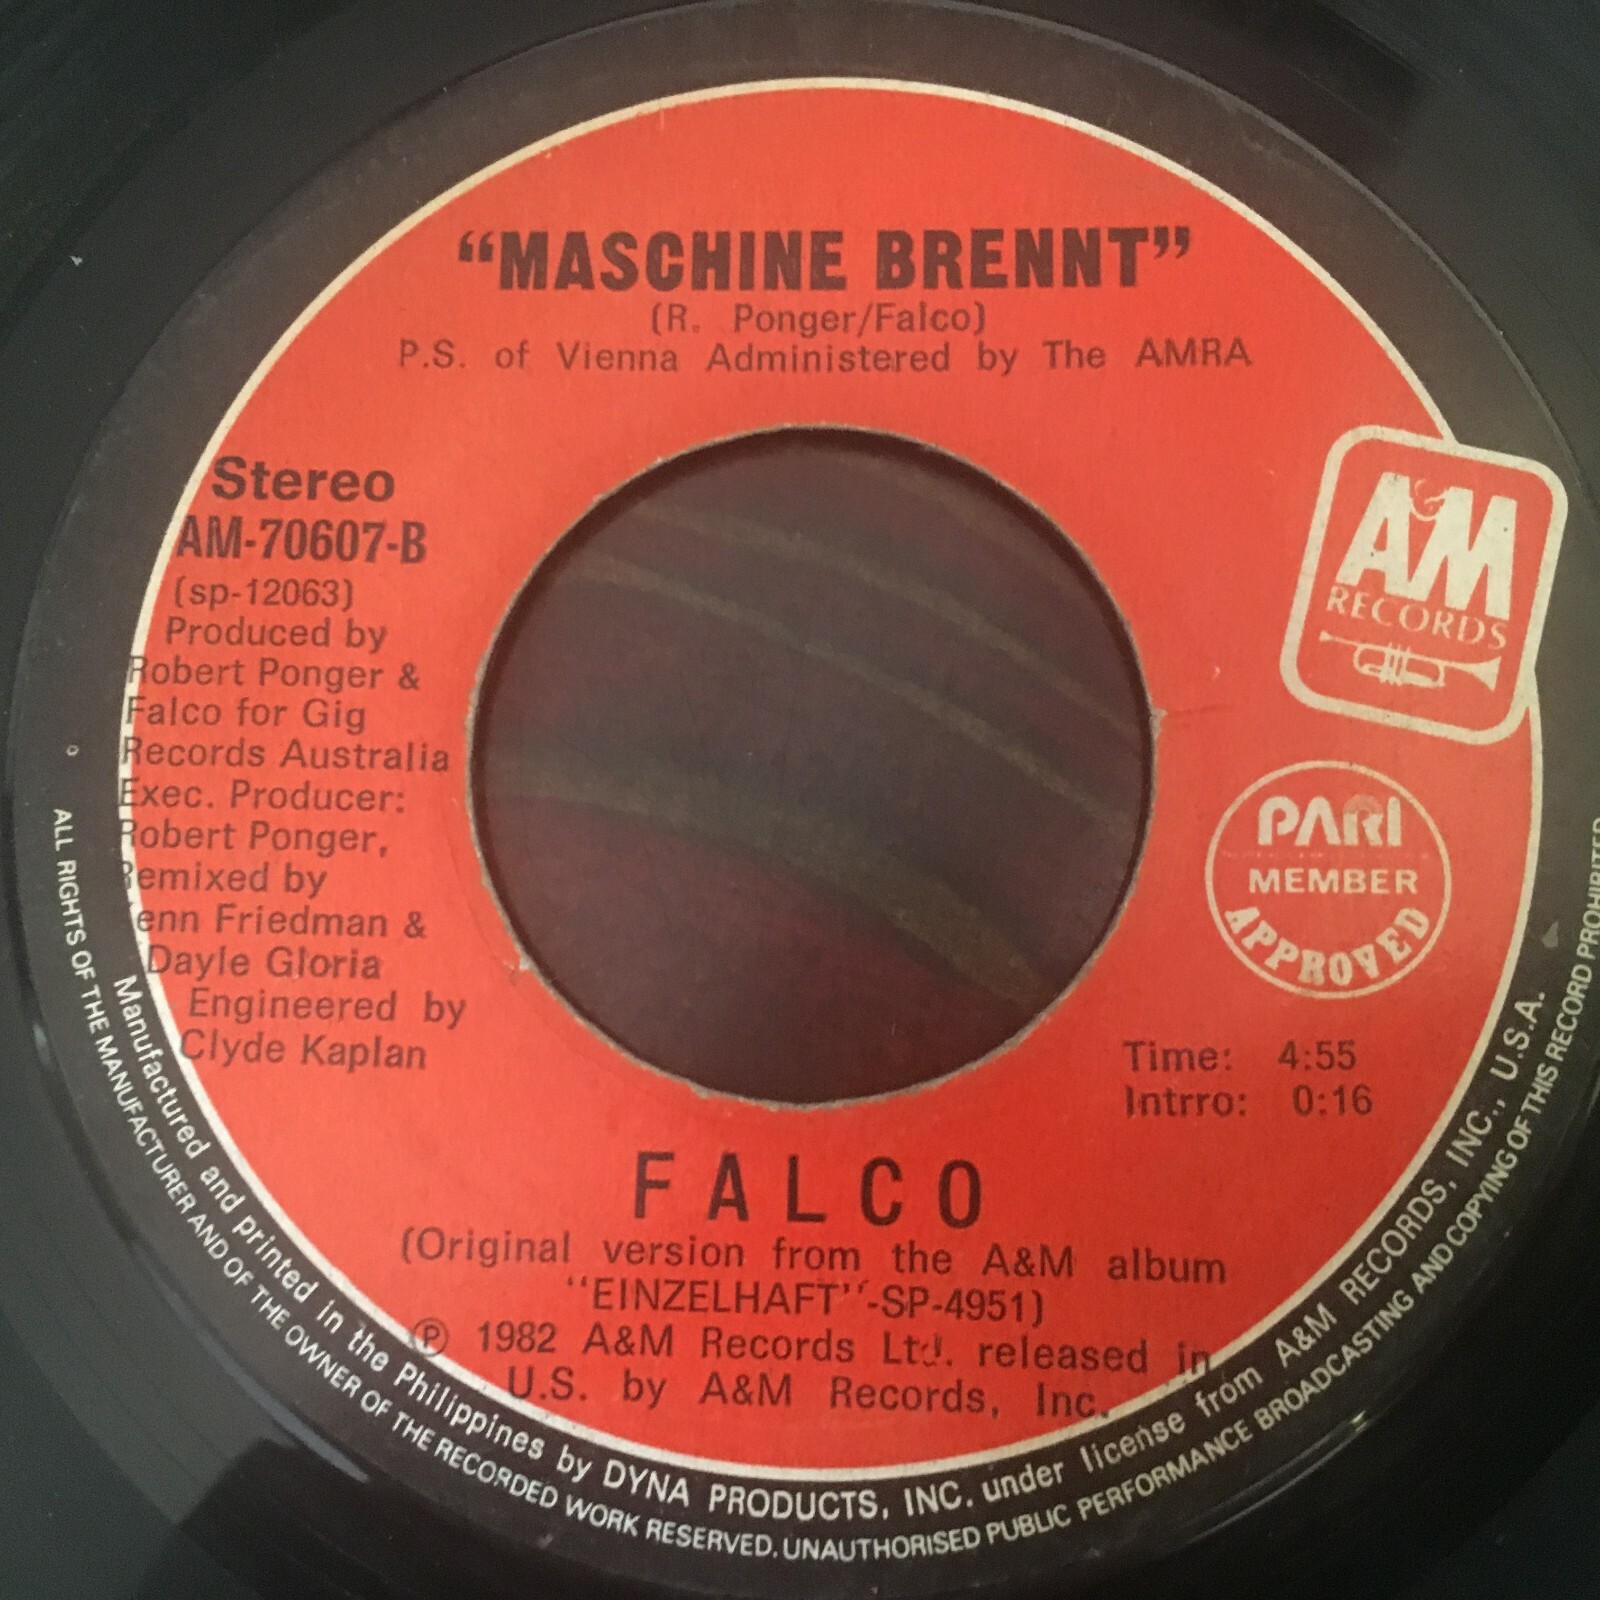 “MASCHINE BRENNT”
(R. Ponger/Falco)
P.S. of Vienna Administered by The AMRA
Stereo
AM-70607-B
(sp-12063)
Produced by
Robert Ponger &
Falco for Gig
Records Australia
Exec. Producer:
Robert Ponger,
Remixed by
enn Friedman &
Dayle Gloria
Engineered by
Clyde Kaplan
A&M
RECORDS
PARI
MEMBER
APPROVED
Time: 4:55
Intrro: 0:16
FALCO
(Original version from the A&M album
"EINZELHAFT"-SP-4951)
℗ 1982 A&M Records Ltd. released in
U.S. by A&M Records, Inc.
Manufactured and printed in the Philippines by DYNA PRODUCTS, INC. under license from A&M RECORDS, INC., U.S.A.
ALL RIGHTS OF THE MANUFACTURER AND OF THE OWNER OF THE RECORDED WORK RESERVED. UNAUTHORISED PUBLIC PERFORMANCE BROADCASTING AND COPYING OF THIS RECORD PROHIBITED